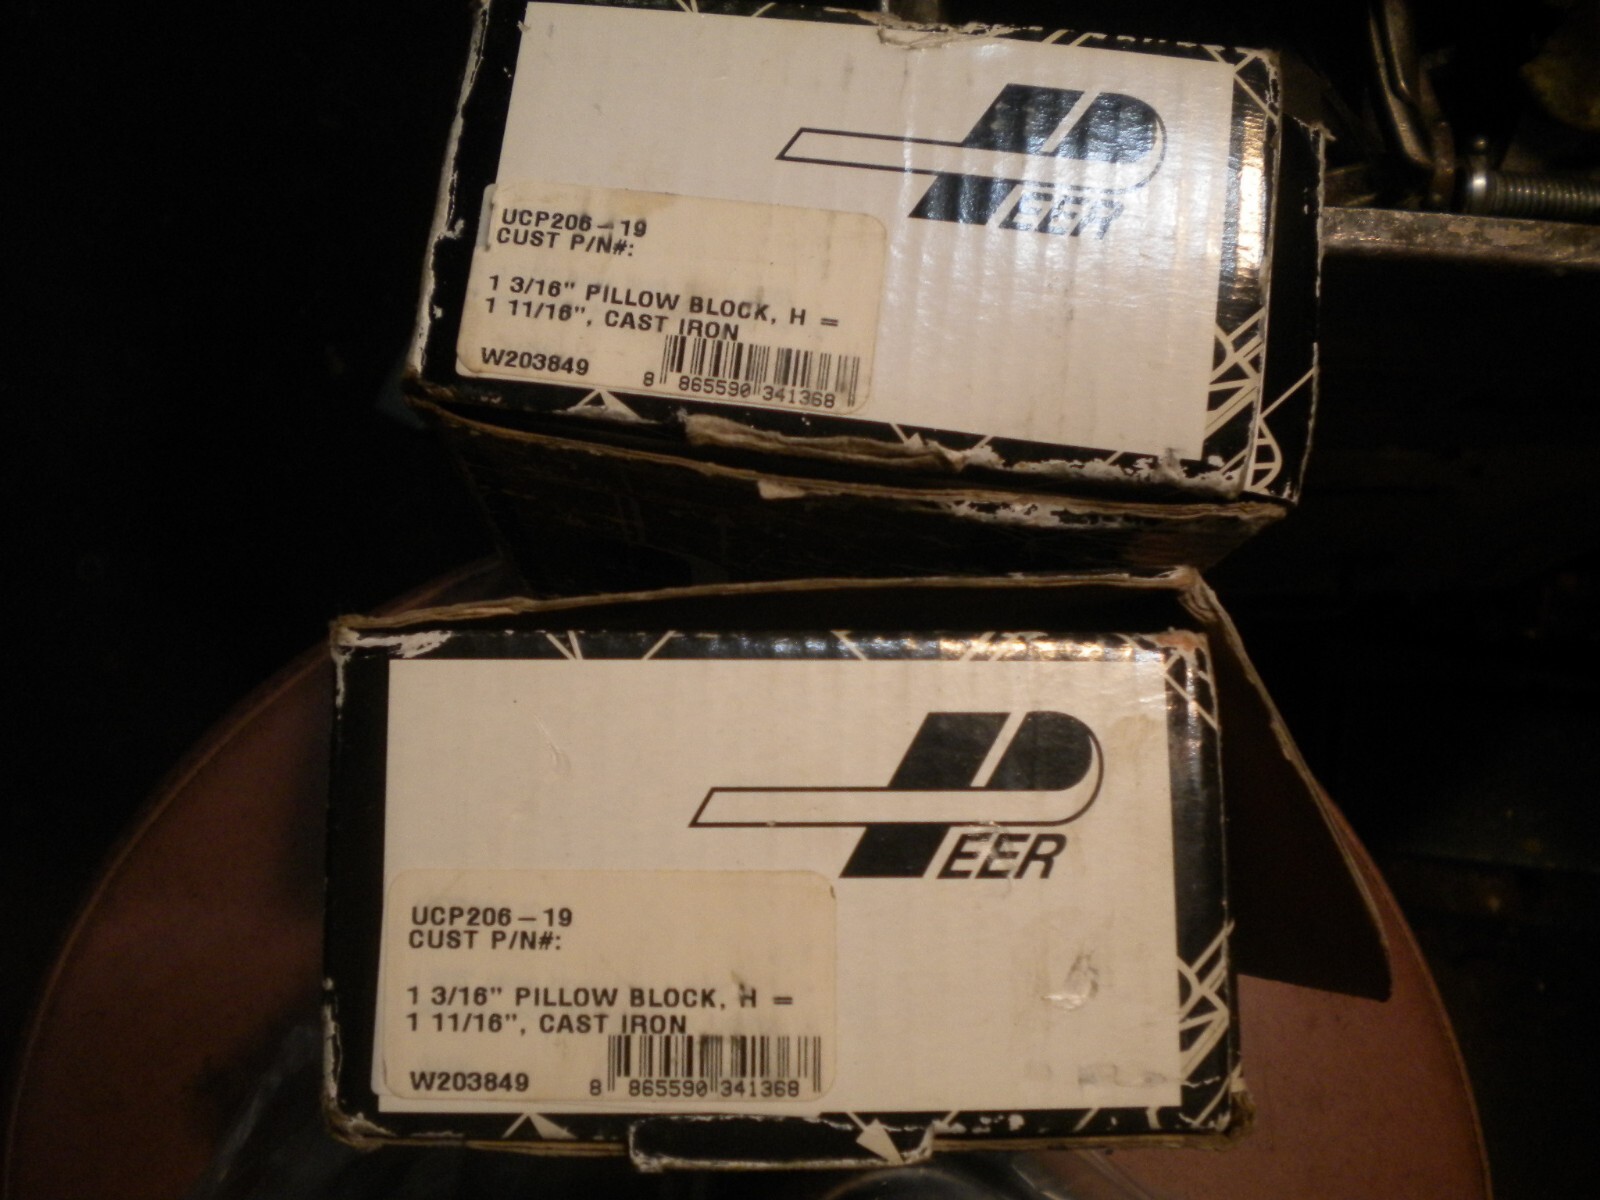 PEER
UCP206-19
CUST P/N#:
1 3/16" PILLOW BLOCK, H =
1 11/16", CAST IRON
W203849
8 865590 341368
PEER
UCP206-19
CUST P/N#:
1 3/16" PILLOW BLOCK, H =
1 11/16", CAST IRON
W203849
8 865590 341368